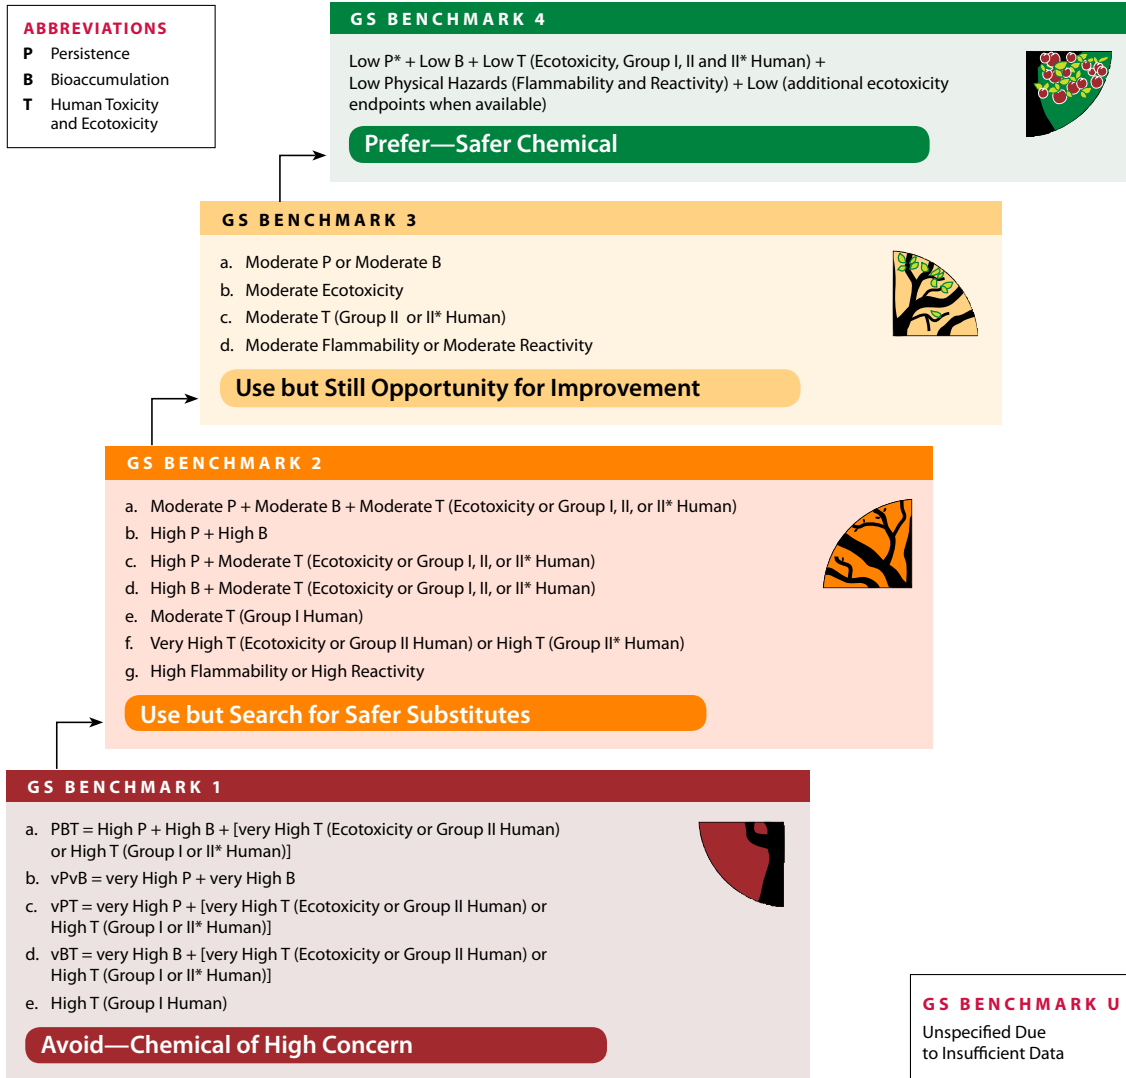 ABBREVIATIONS
P Persistence
B Bioaccumulation
T Human Toxicity
and Ecotoxicity
GS BENCHMARK 4
Low P* + Low B + Low T (Ecotoxicity, Group I, II and II* Human) +
Low Physical Hazards (Flammability and Reactivity) + Low (additional ecotoxicity
endpoints when available)
Prefer—Safer Chemical
GS BENCHMARK 3
a. Moderate P or Moderate B
b. Moderate Ecotoxicity
c. Moderate T (Group II or II* Human)
d. Moderate Flammability or Moderate Reactivity
Use but Still Opportunity for Improvement
GS BENCHMARK 2
a. Moderate P + Moderate B + Moderate T (Ecotoxicity or Group I, II, or II* Human)
b. High P + High B
c. High P + Moderate T (Ecotoxicity or Group I, II, or II* Human)
d. High B + Moderate T (Ecotoxicity or Group I, II, or II* Human)
e. Moderate T (Group I Human)
f. Very High T (Ecotoxicity or Group II Human) or High T (Group II* Human)
g. High Flammability or High Reactivity
Use but Search for Safer Substitutes
GS BENCHMARK 1
a. PBT = High P + High B + [very High T (Ecotoxicity or Group II Human)
or High T (Group I or II* Human)]
b. vPvB = very High P + very High B
c. vPT = very High P + [very High T (Ecotoxicity or Group II Human) or
High T (Group I or II* Human)]
d. vBT = very High B + [very High T (Ecotoxicity or Group II Human) or
High T (Group I or II* Human)]
e. High T (Group I Human)
Avoid—Chemical of High Concern
GS BENCHMARK U
Unspecified Due
to Insufficient Data